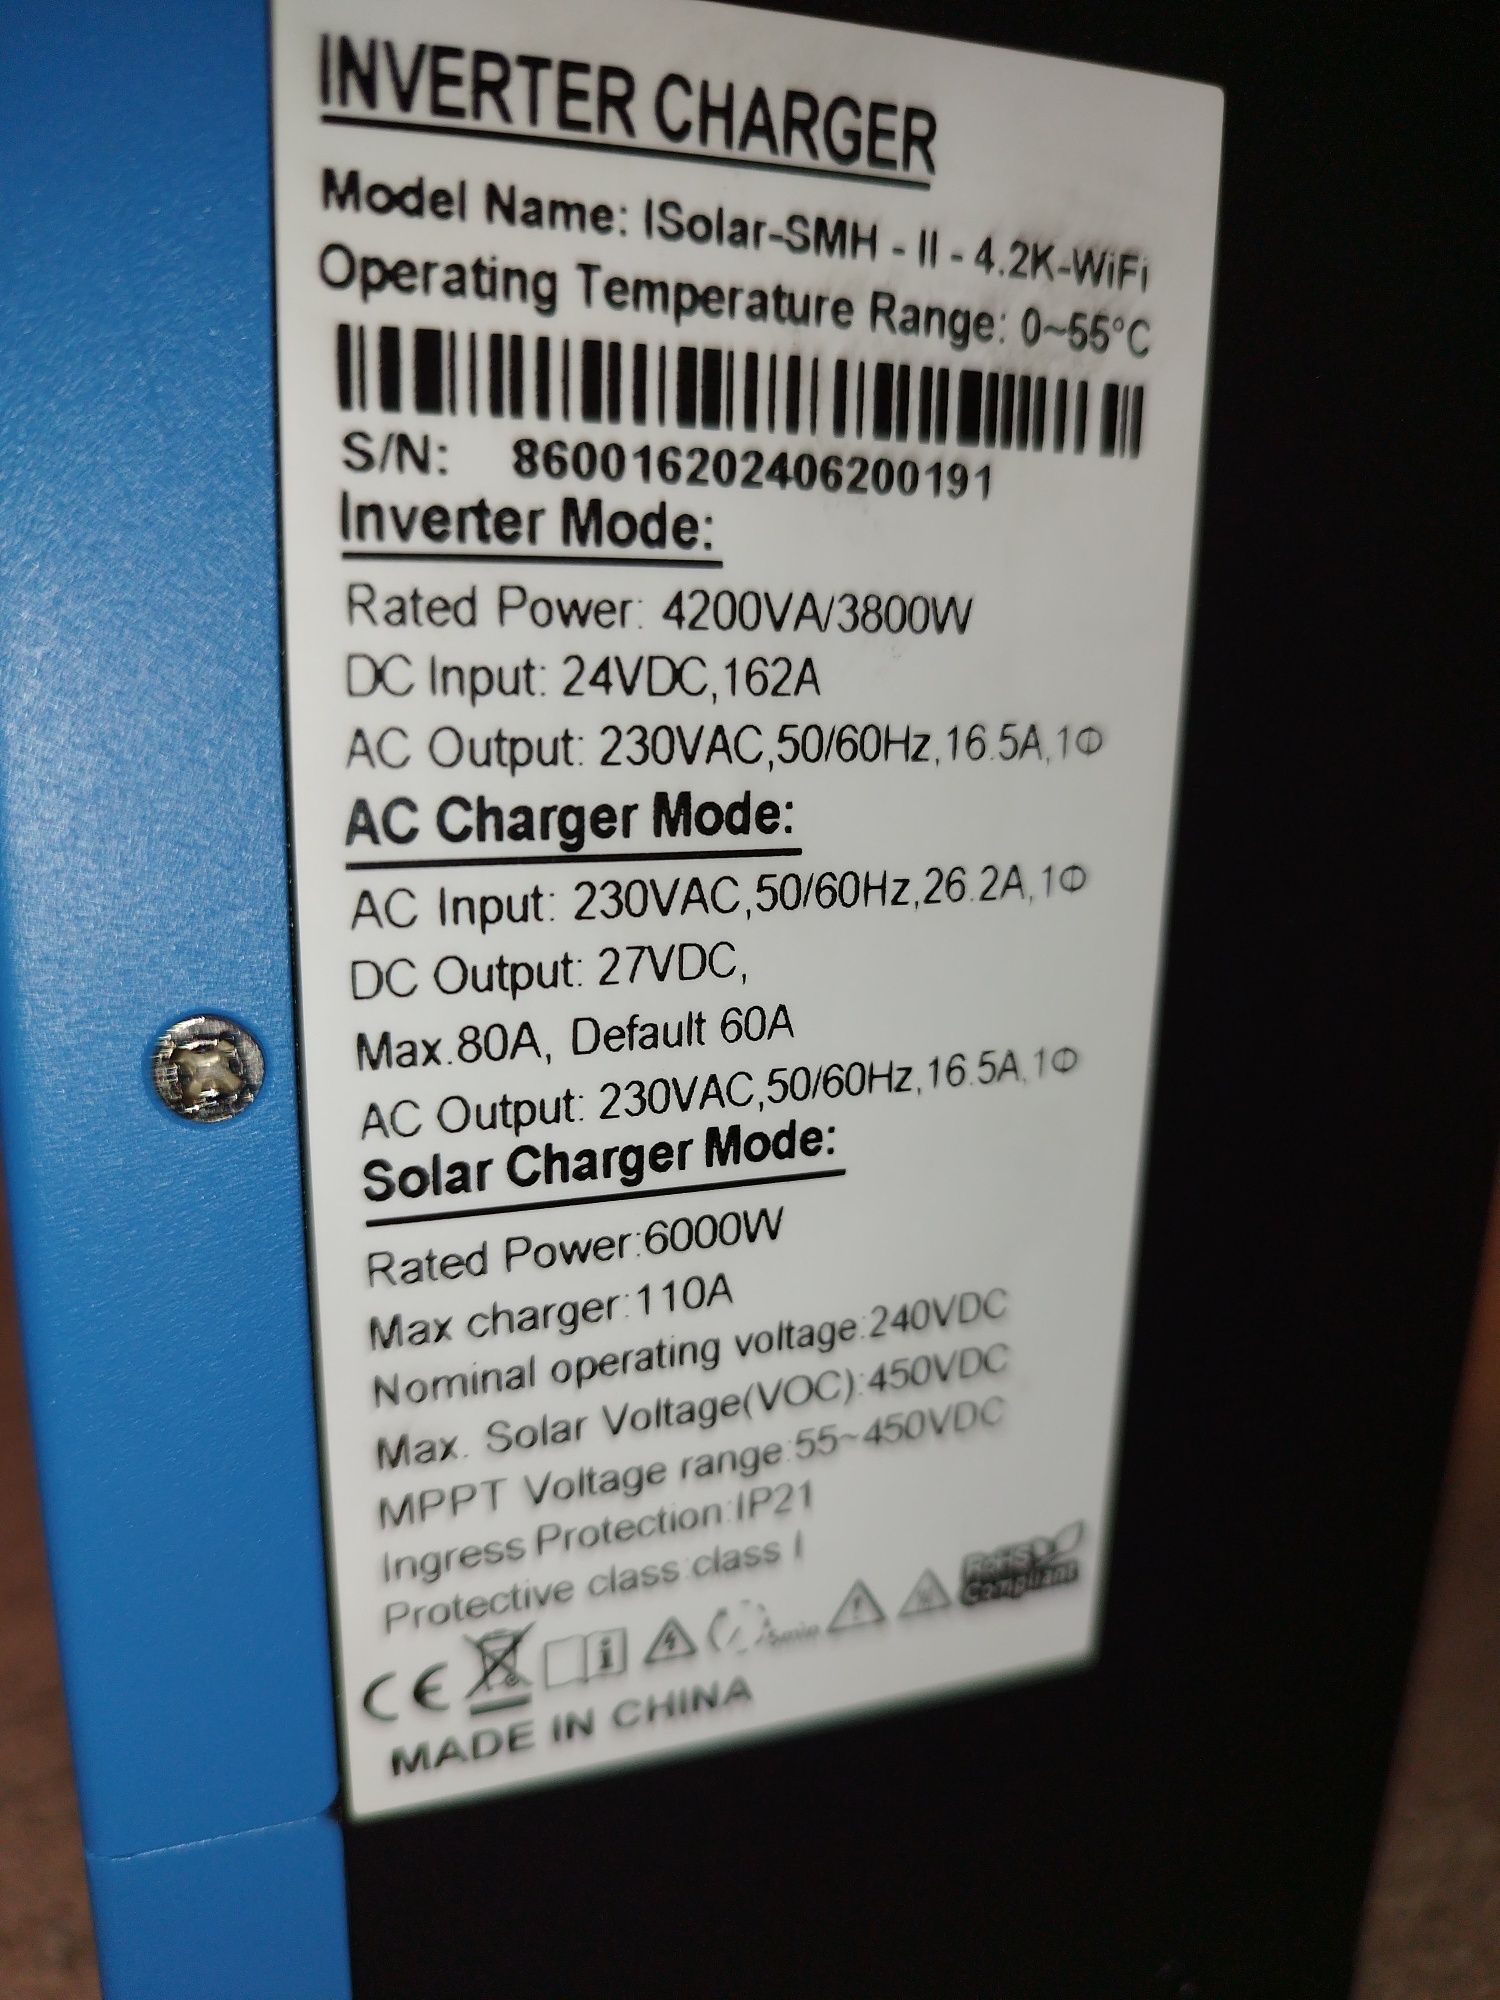 INVERTER CHARGER
Model Name: ISolar-SMH - II - 4.2K-WiFi
Operating Temperature Range: 0~55°C
S/N: 860016202406200191
Inverter Mode:
Rated Power: 4200VA/3800W
DC Input: 24VDC,162A
AC Output: 230VAC,50/60Hz,16.5A,1Φ
AC Charger Mode:
AC Input: 230VAC,50/60Hz,26.2A,1Φ
DC Output: 27VDC,
Max.80A, Default 60A
AC Output: 230VAC,50/60Hz,16.5A,1Φ
Solar Charger Mode:
Rated Power:6000W
Max charger:110A
Nominal operating voltage:240VDC
Max. Solar Voltage(VOC):450VDC
MPPT Voltage range:55~450VDC
Ingress Protection:IP21
Protective class:class I
CE 5min RoHS
Compliant
MADE IN CHINA